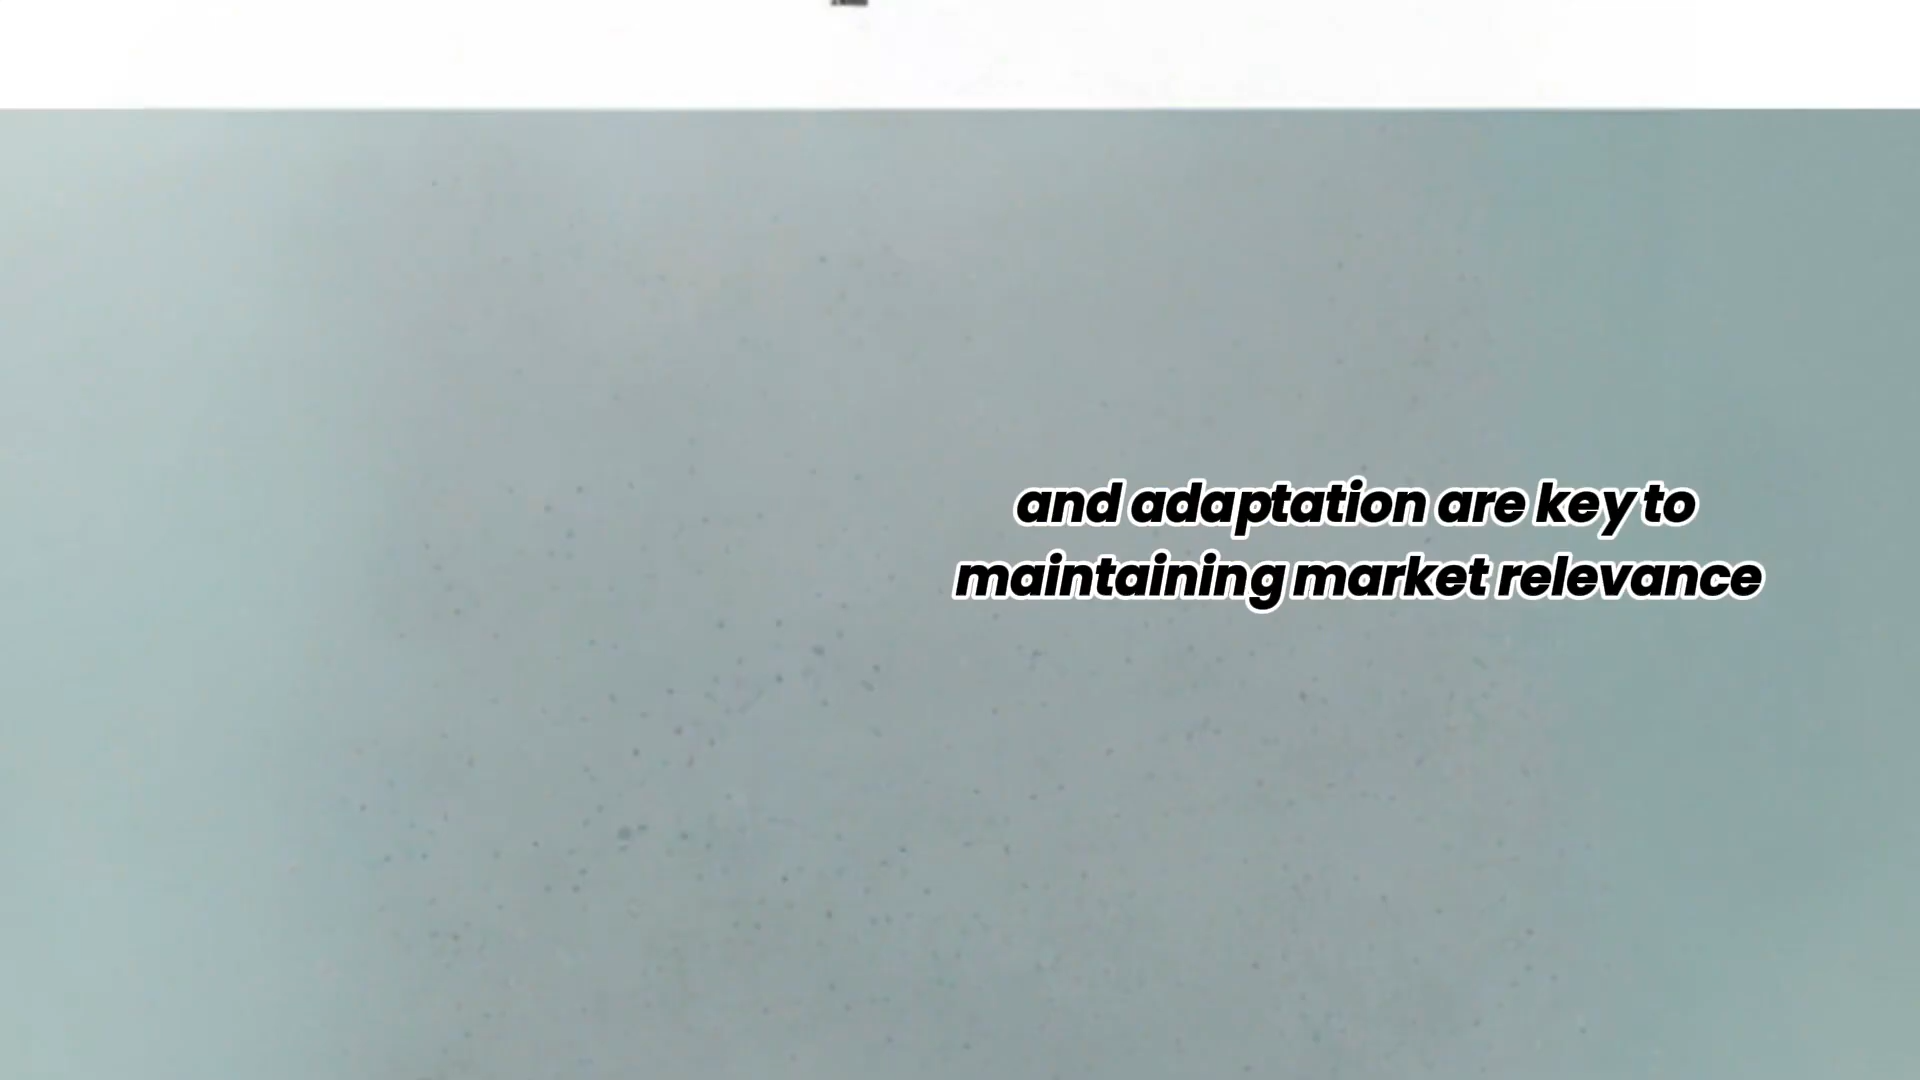 and adaptation are key to
maintaining market relevance